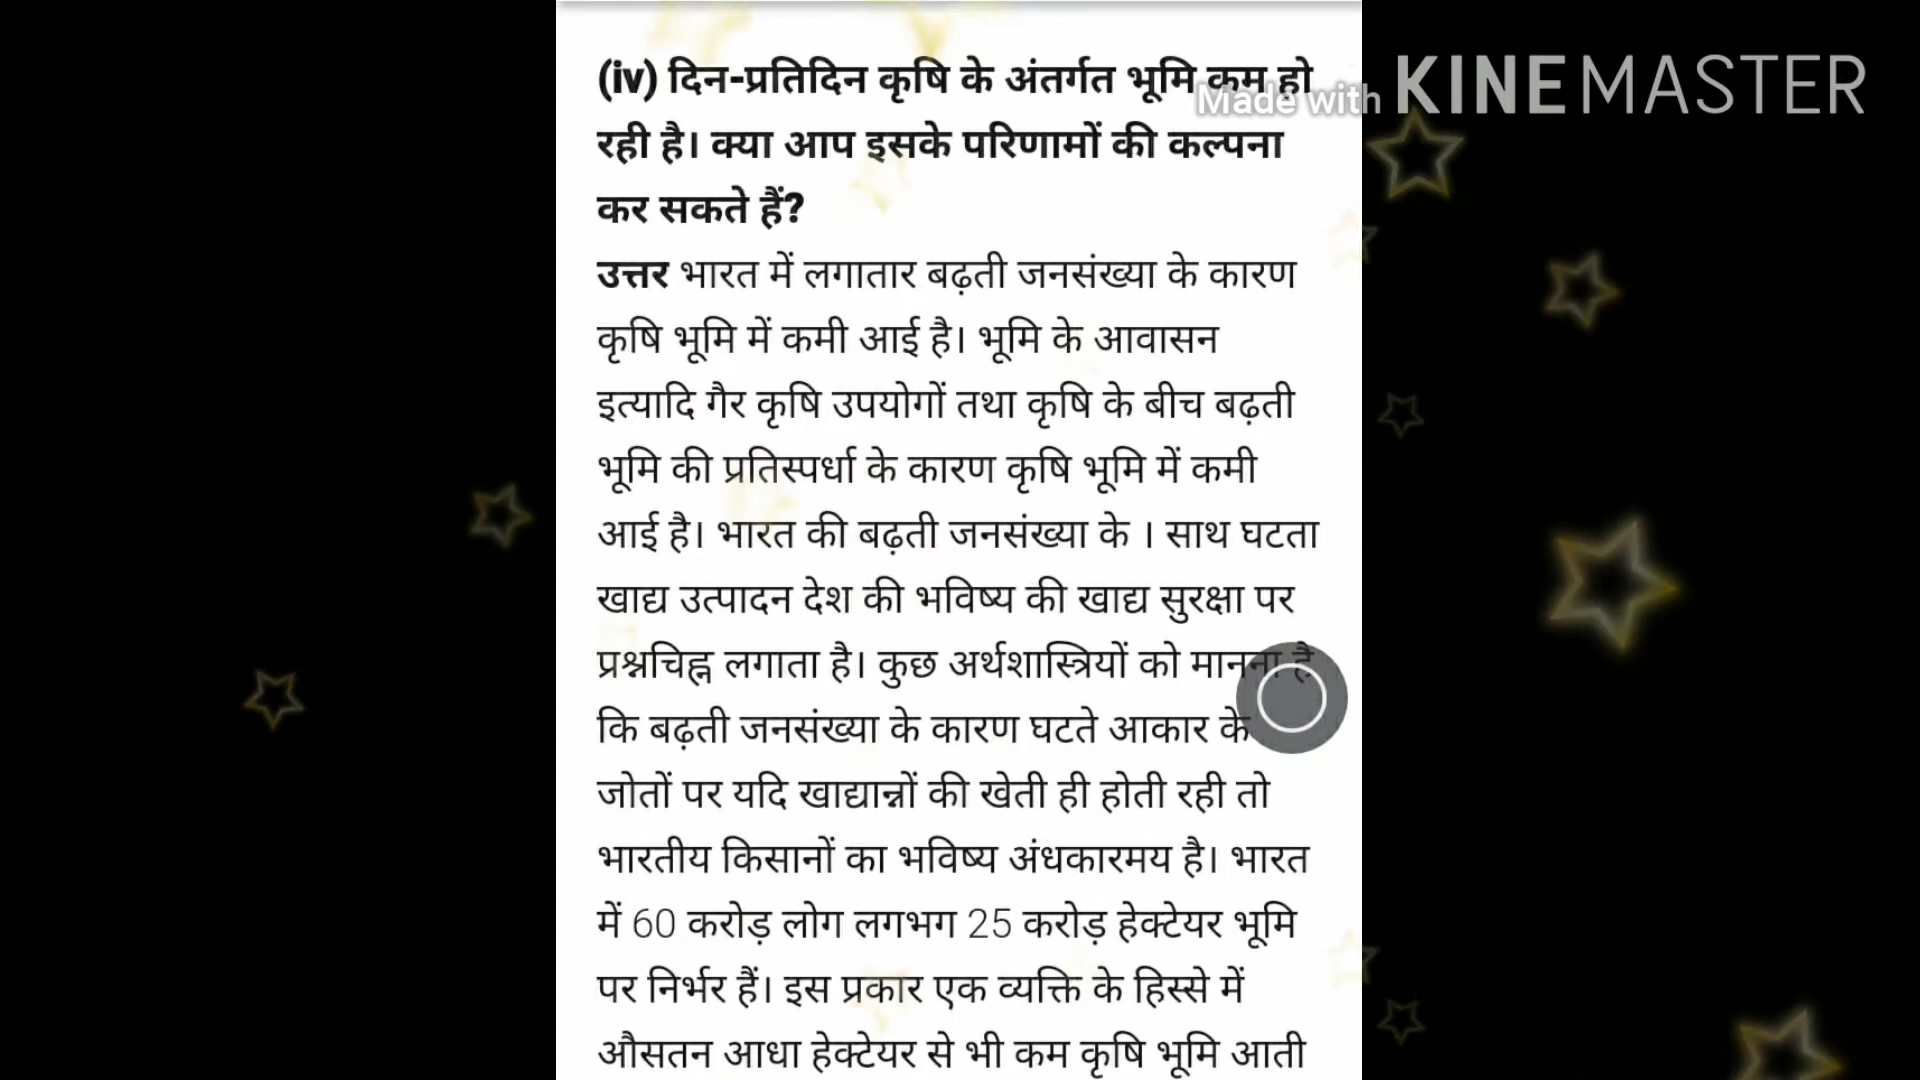 (iv) दिन-प्रतिदिन कृषि के अंतर्गत भूमि कम हो
रही है। क्या आप इसके परिणामों की कल्पना
कर सकते हैं?
उत्तर भारत में लगातार बढ़ती जनसंख्या के कारण
कृषि भूमि में कमी आई है। भूमि के आवासन
इत्यादि गैर कृषि उपयोगों तथा कृषि के बीच बढ़ती
भूमि की प्रतिस्पर्धा के कारण कृषि भूमि में कमी
आई है। भारत की बढ़ती जनसंख्या के । साथ घटता
खाद्य उत्पादन देश की भविष्य की खाद्य सुरक्षा पर
प्रश्नचिह्न लगाता है। कुछ अर्थशास्त्रियों को मानना है
कि बढ़ती जनसंख्या के कारण घटते आकार के
जोतों पर यदि खाद्यान्नों की खेती ही होती रही तो
भारतीय किसानों का भविष्य अंधकारमय है। भारत
में 60 करोड़ लोग लगभग 25 करोड़ हेक्टेयर भूमि
पर निर्भर हैं। इस प्रकार एक व्यक्ति के हिस्से में
औसतन आधा हेक्टेयर से भी कम कृषि भूमि आती
Made with KINEMASTER